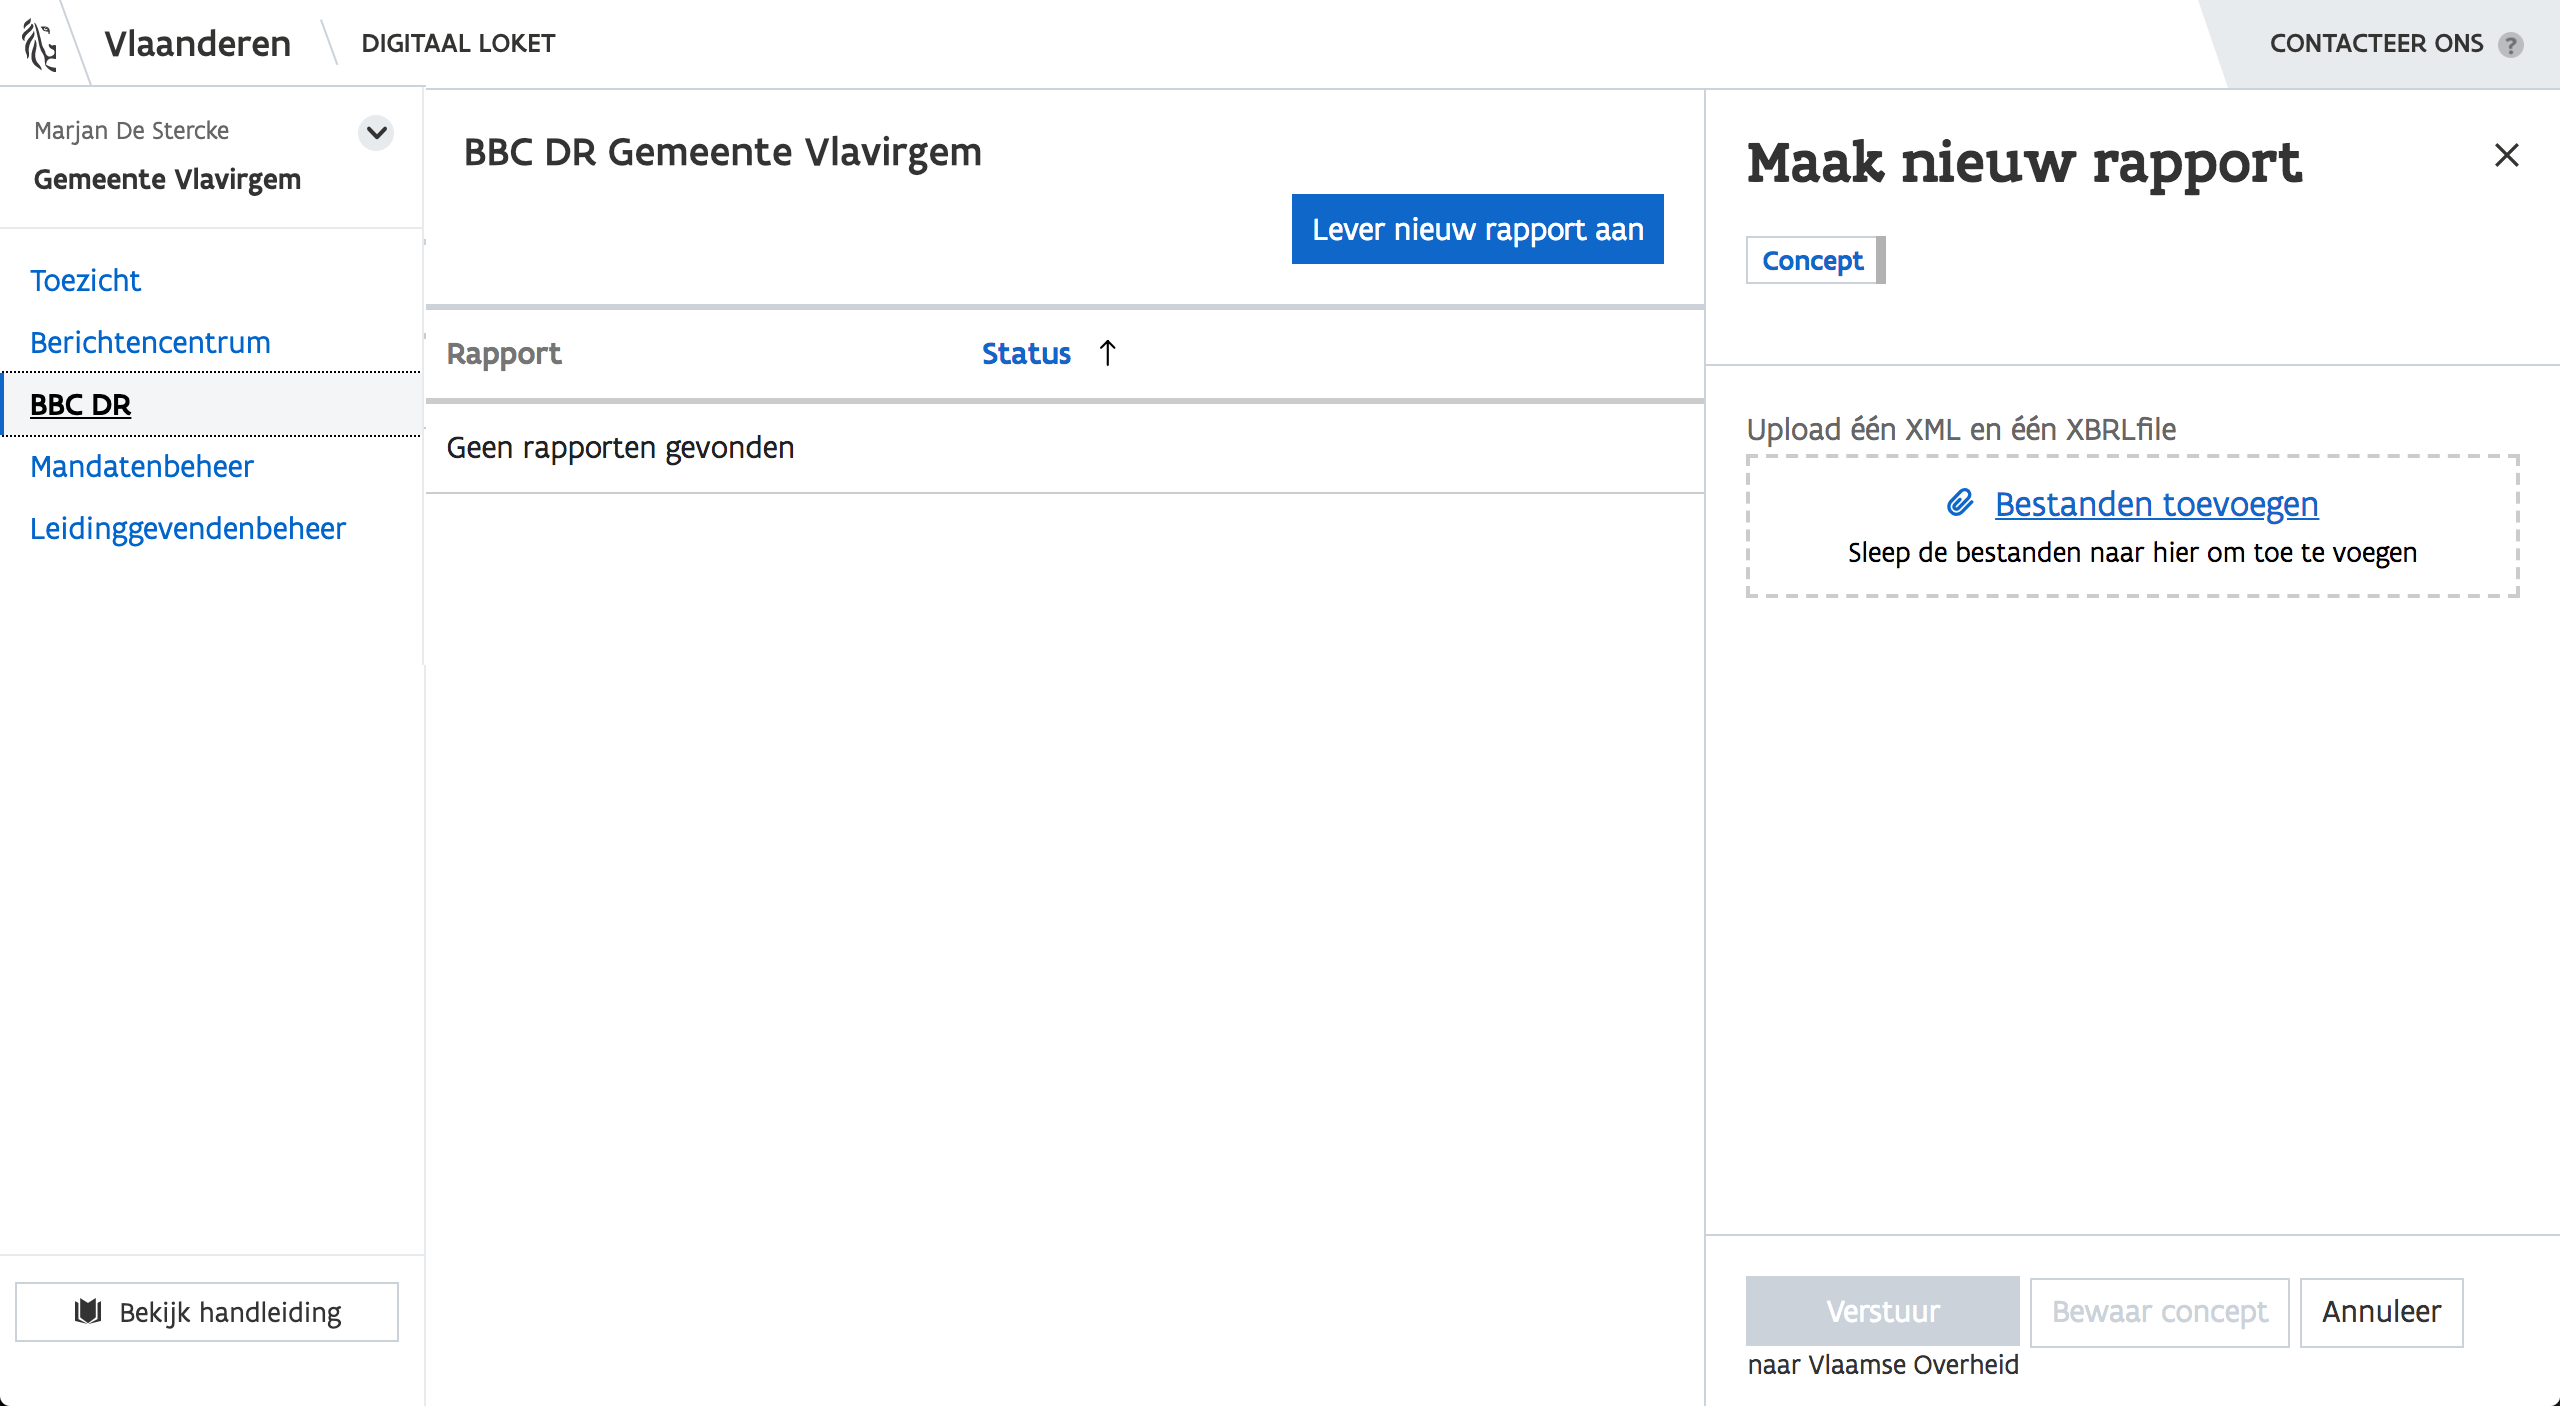 Vlaanderen
DIGITAAL LOKET
CONTACTEER ONS ?
Marjan De Stercke
Gemeente Vlavirgem
Toezicht
Berichtencentrum
BBC DR
Mandatenbeheer
Leidinggevendenbeheer
Bekijk handleiding
BBC DR Gemeente Vlavirgem
Lever nieuw rapport aan
Rapport Status ↑
Geen rapporten gevonden
Maak nieuw rapport
Concept
Upload één XML en één XBRLfile
Bestanden toevoegen
Sleep de bestanden naar hier om toe te voegen
Verstuur Bewaar concept Annuleer
naar Vlaamse Overheid